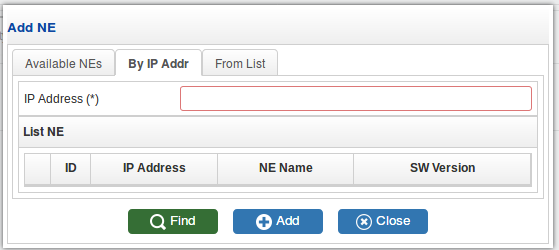 Add NE
Available NEs By IP Addr From List
IP Address (*)
List NE
ID IP Address NE Name SW Version
Find Add Close